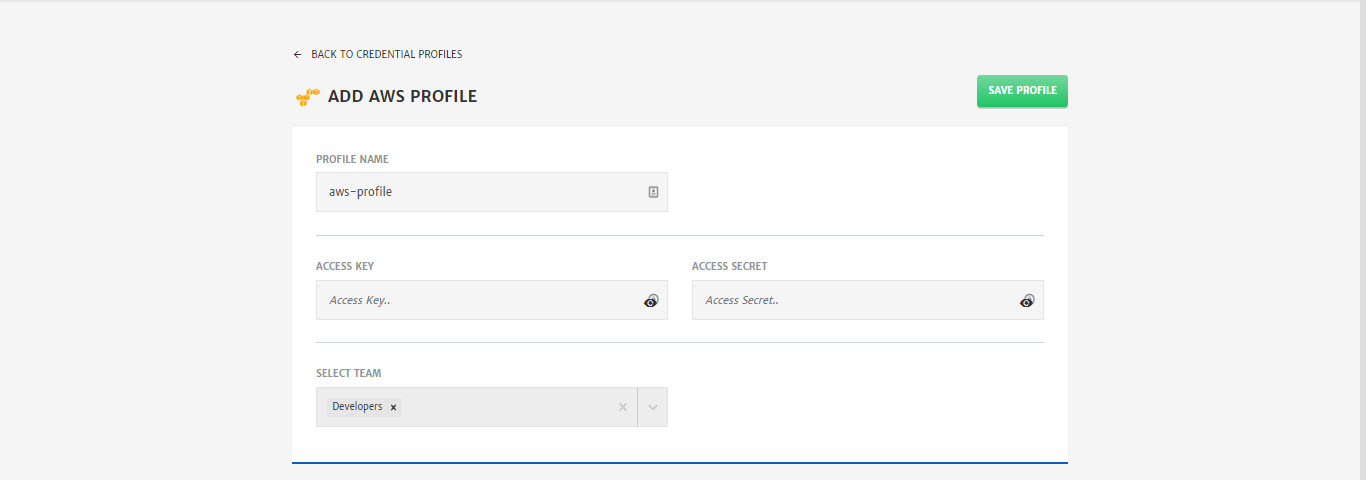 BACK TO CREDENTIAL PROFILES
ADD AWS PROFILE
SAVE PROFILE
PROFILE NAME
aws-profile
ACCESS KEY
ACCESS SECRET
Access Key..
Access Secret..
SELECT TEAM
Developers